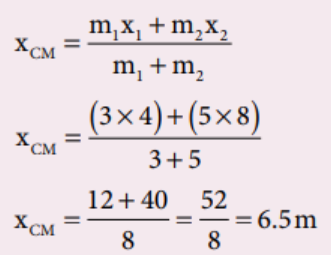 x_CM = (m₁x₁ + m₂x₂) / (m₁ + m₂)
x_CM = ((3 × 4) + (5 × 8)) / (3 + 5)
x_CM = (12 + 40) / 8 = 52 / 8 = 6.5 m